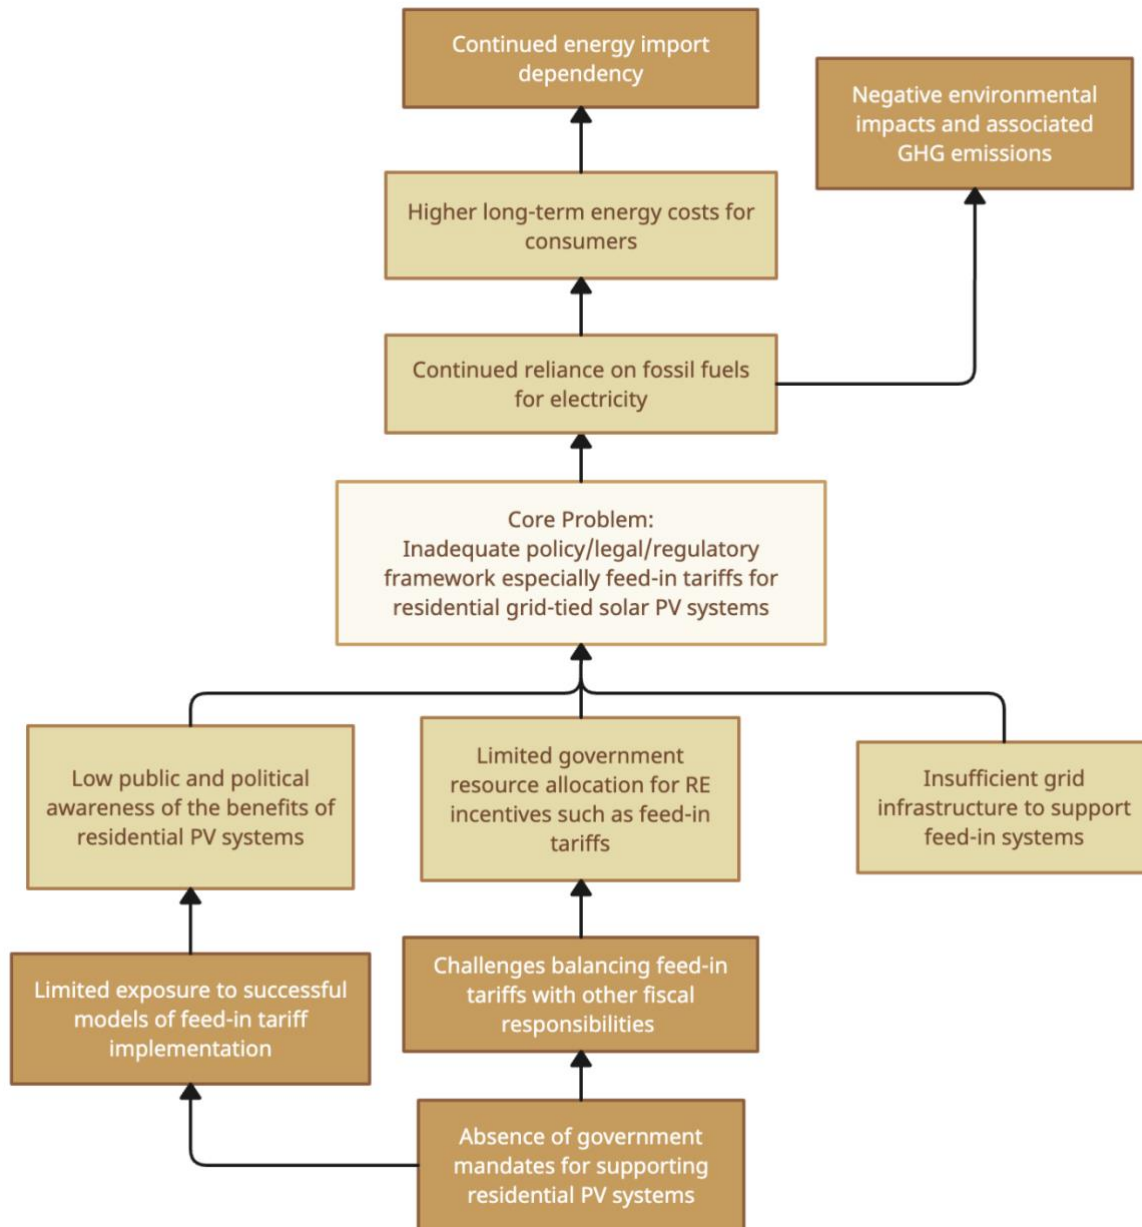 Continued energy import
dependency
Negative environmental
impacts and associated
GHG emissions
Higher long-term energy costs for
consumers
Continued reliance on fossil fuels
for electricity
Core Problem:
Inadequate policy/legal/regulatory
framework especially feed-in tariffs for
residential grid-tied solar PV systems
Low public and political
awareness of the benefits of
residential PV systems
Limited government
resource allocation for RE
incentives such as feed-in
tariffs
Insufficient grid
infrastructure to support
feed-in systems
Limited exposure to successful
models of feed-in tariff
implementation
Challenges balancing feed-in
tariffs with other fiscal
responsibilities
Absence of government
mandates for supporting
residential PV systems